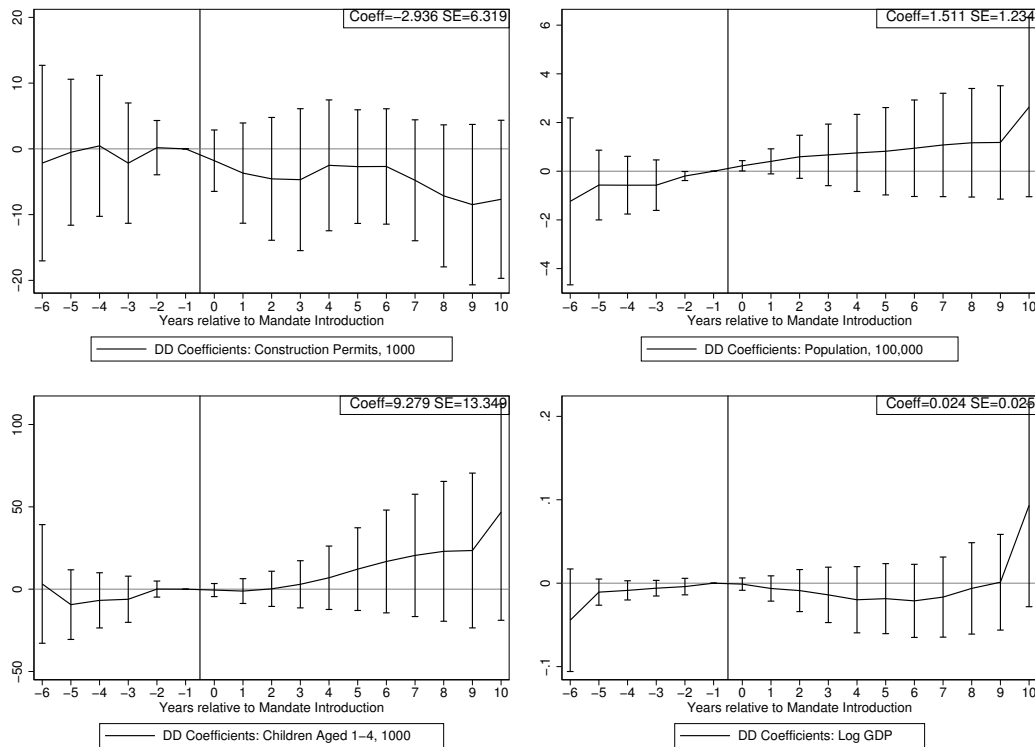 Coeff=−2.936 SE=6.319
20
10
0
−10
−20
−6 −5 −4 −3 −2 −1 0 1 2 3 4 5 6 7 8 9 10
Years relative to Mandate Introduction
DD Coefficients: Construction Permits, 1000
Coeff=1.511 SE=1.234
6
4
2
0
−2
−4
−6 −5 −4 −3 −2 −1 0 1 2 3 4 5 6 7 8 9 10
Years relative to Mandate Introduction
DD Coefficients: Population, 100,000
Coeff=9.279 SE=13.349
100
50
0
50
−6 −5 −4 −3 −2 −1 0 1 2 3 4 5 6 7 8 9 10
Years relative to Mandate Introduction
DD Coefficients: Children Aged 1−4, 1000
Coeff=0.024 SE=0.025
.2
.1
0
−.1
−6 −5 −4 −3 −2 −1 0 1 2 3 4 5 6 7 8 9 10
Years relative to Mandate Introduction
DD Coefficients: Log GDP